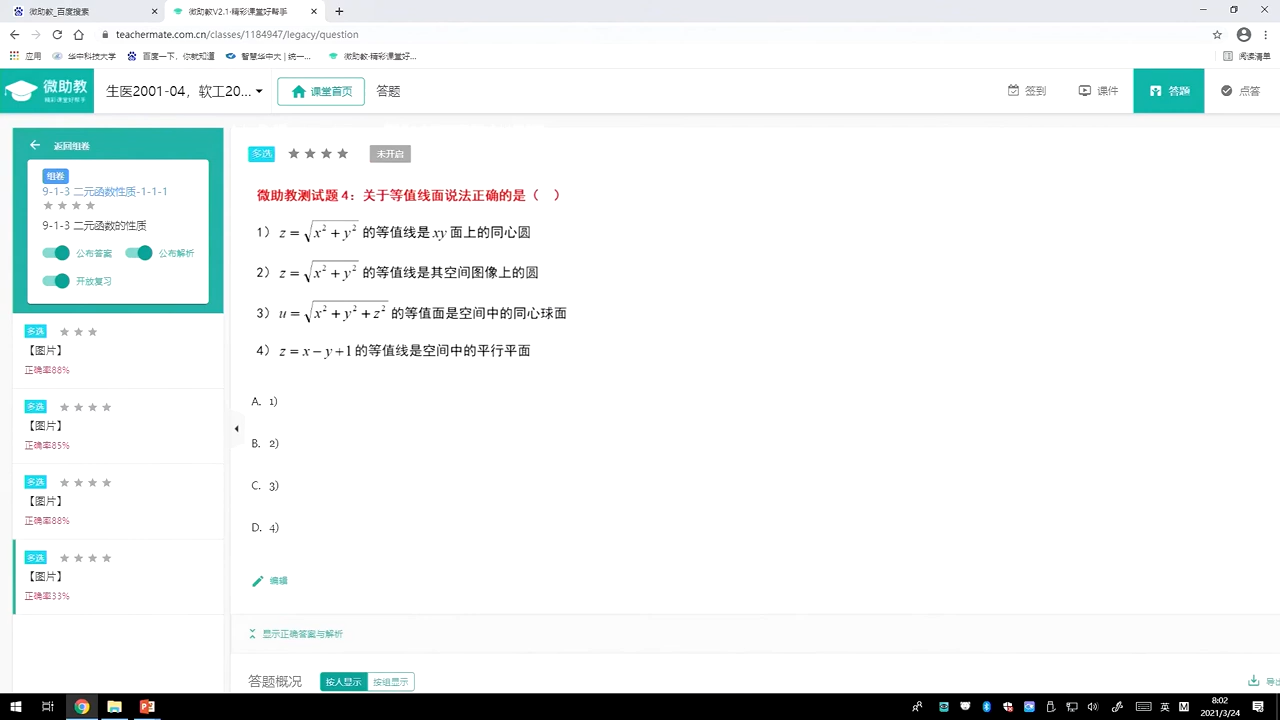 微助教_百度搜索
微助教V2.1-精彩课堂好帮手
teachermate.com.cn/classes/1184947/legacy/question
应用 华中科技大学 百度一下，你就知道 智慧华中大 | 统一... 微助教-精彩课堂好... 阅读清单
微助教
精彩课堂好帮手
生医2001-04，软工20... 课堂首页 答题 签到 课件 答题 点答
返回组卷
组卷
9-1-3 二元函数性质-1-1-1
9-1-3 二元函数的性质
公布答案 公布解析
开放复习
多选
【图片】
正确率88%
多选
【图片】
正确率85%
多选
【图片】
正确率88%
多选
【图片】
正确率33%
多选 未开启
微助教测试题 4：关于等值线面说法正确的是（ ）
1） z = √(x² + y²) 的等值线是 xy 面上的同心圆
2） z = √(x² + y²) 的等值线是其空间图像上的圆
3） u = √(x² + y² + z²) 的等值面是空间中的同心球面
4） z = x − y + 1 的等值线是空间中的平行平面
A. 1)
B. 2)
C. 3)
D. 4)
编辑
显示正确答案与解析
答题概况 按人显示 按组显示
英
8:02
2021/3/24